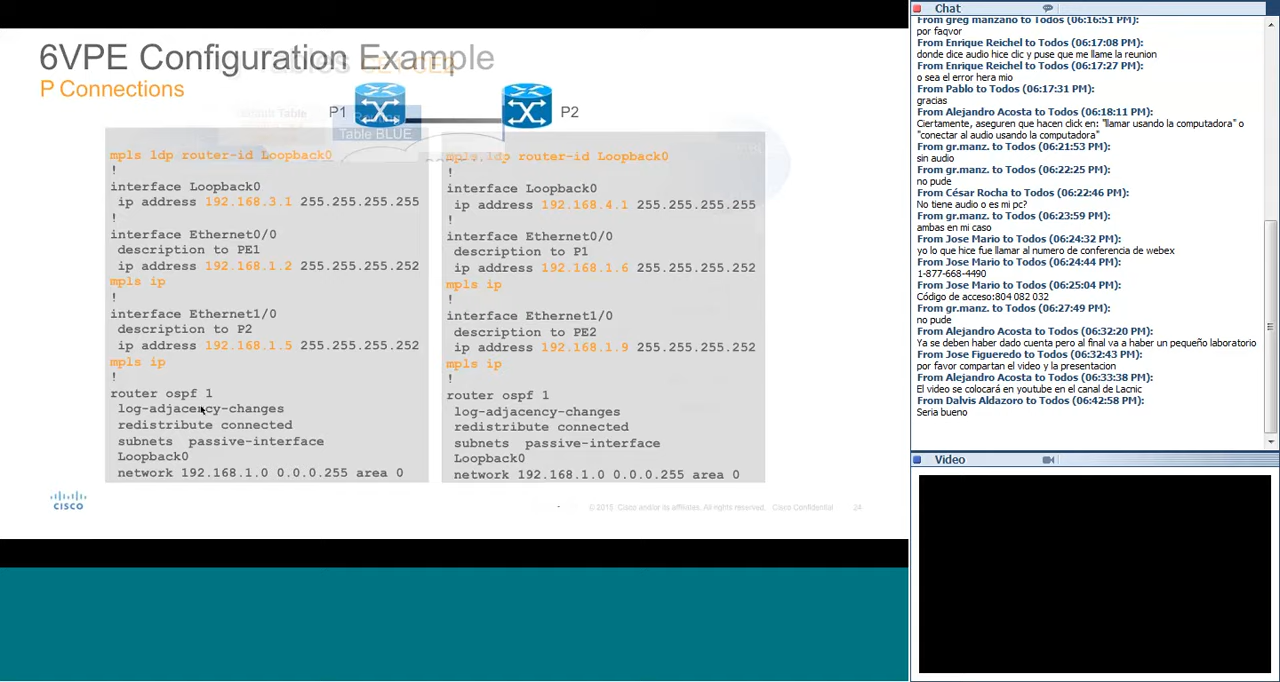 6VPE Configuration Example
P Connections
P1
P2
Table BLUE
mpls ldp router-id Loopback0
!
interface Loopback0
ip address 192.168.3.1 255.255.255.255
!
interface Ethernet0/0
description to PE1
ip address 192.168.1.2 255.255.255.252
mpls ip
!
interface Ethernet1/0
description to P2
ip address 192.168.1.5 255.255.255.252
mpls ip
!
router ospf 1
log-adjacency-changes
redistribute connected
subnets passive-interface
Loopback0
network 192.168.1.0 0.0.0.255 area 0
mpls ldp router-id Loopback0
!
interface Loopback0
ip address 192.168.4.1 255.255.255.255
!
interface Ethernet0/0
description to P1
ip address 192.168.1.6 255.255.255.252
mpls ip
!
interface Ethernet1/0
description to PE2
ip address 192.168.1.9 255.255.255.252
mpls ip
!
router ospf 1
log-adjacency-changes
redistribute connected
subnets passive-interface
Loopback0
network 192.168.1.0 0.0.0.255 area 0
CISCO
© 2015 Cisco and/or its affiliates. All rights reserved. Cisco Confidential
24
Chat
From greg manzano to Todos (06:16:51 PM):
por faqvor
From Enrique Reichel to Todos (06:17:08 PM):
donde dice audio hice clic y puse que me llame la reunion
From Enrique Reichel to Todos (06:17:27 PM):
o sea el error hera mio
From Pablo to Todos (06:17:31 PM):
gracias
From Alejandro Acosta to Todos (06:18:11 PM):
Ciertamente, aseguren que hacen click en: "llamar usando la computadora" o
"conectar al audio usando la computadora"
From gr.manz. to Todos (06:21:53 PM):
sin audio
From gr.manz. to Todos (06:22:25 PM):
no pude
From César Rocha to Todos (06:22:46 PM):
No tiene audio o es mi pc?
From gr.manz. to Todos (06:23:59 PM):
ambas en mi caso
From Jose Mario to Todos (06:24:32 PM):
yo lo que hice fue llamar al numero de conferencia de webex
From Jose Mario to Todos (06:24:44 PM):
1-877-668-4490
From Jose Mario to Todos (06:25:04 PM):
Código de acceso:804 082 032
From gr.manz. to Todos (06:27:49 PM):
no pude
From Alejandro Acosta to Todos (06:32:20 PM):
Ya se deben haber dado cuenta pero al final va a haber un pequeño laboratorio
From Jose Figueredo to Todos (06:32:43 PM):
por favor compartan el video y la presentacion
From Alejandro Acosta to Todos (06:33:38 PM):
El video se colocará en youtube en el canal de Lacnic
From Dalvis Aldazoro to Todos (06:42:58 PM):
Seria bueno
Video